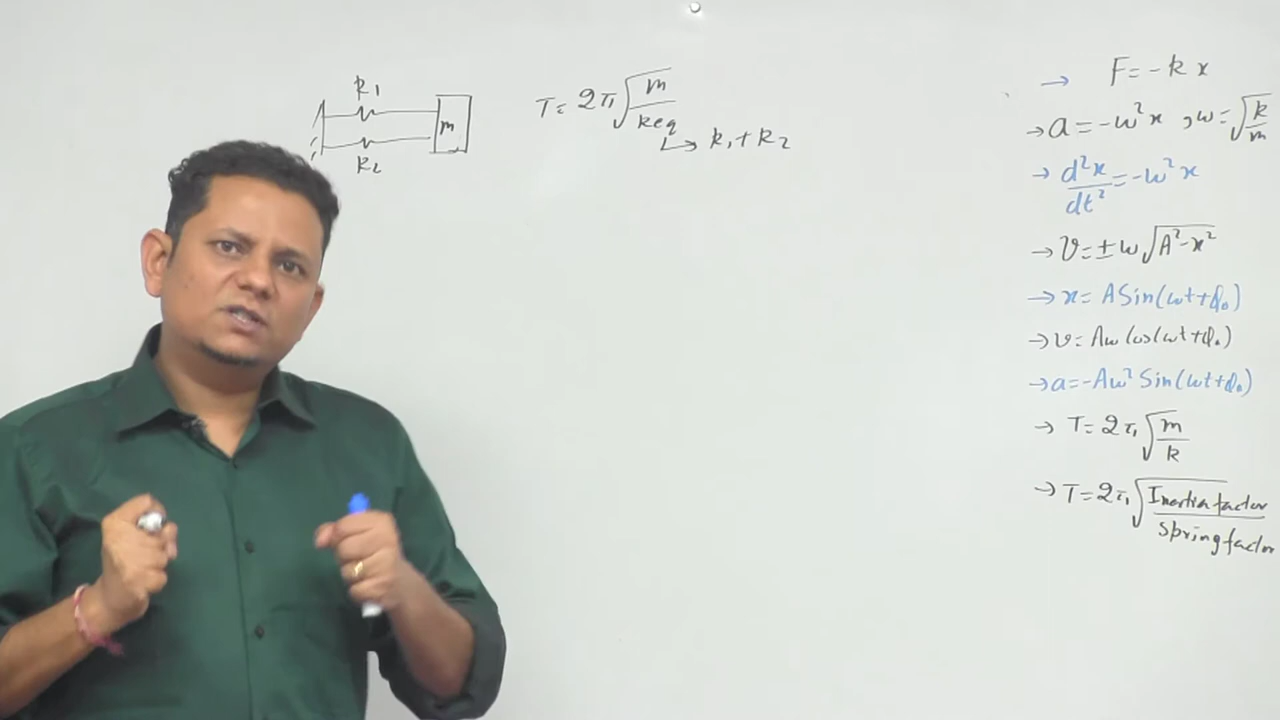 k₁
m
k₂
T = 2π√(m/keq)
↳ k₁ + k₂
→ F = -kx
→ a = -ω²x , ω = √(k/m)
→ d²x/dt² = -ω²x
→ v = ±ω√(A²-x²)
→ x = A Sin(ωt+φ₀)
→ v = Aω Cos(ωt+φ₀)
→ a = -Aω² Sin(ωt+φ₀)
→ T = 2π√(m/k)
→ T = 2π√(Inertia factor/Spring factor)